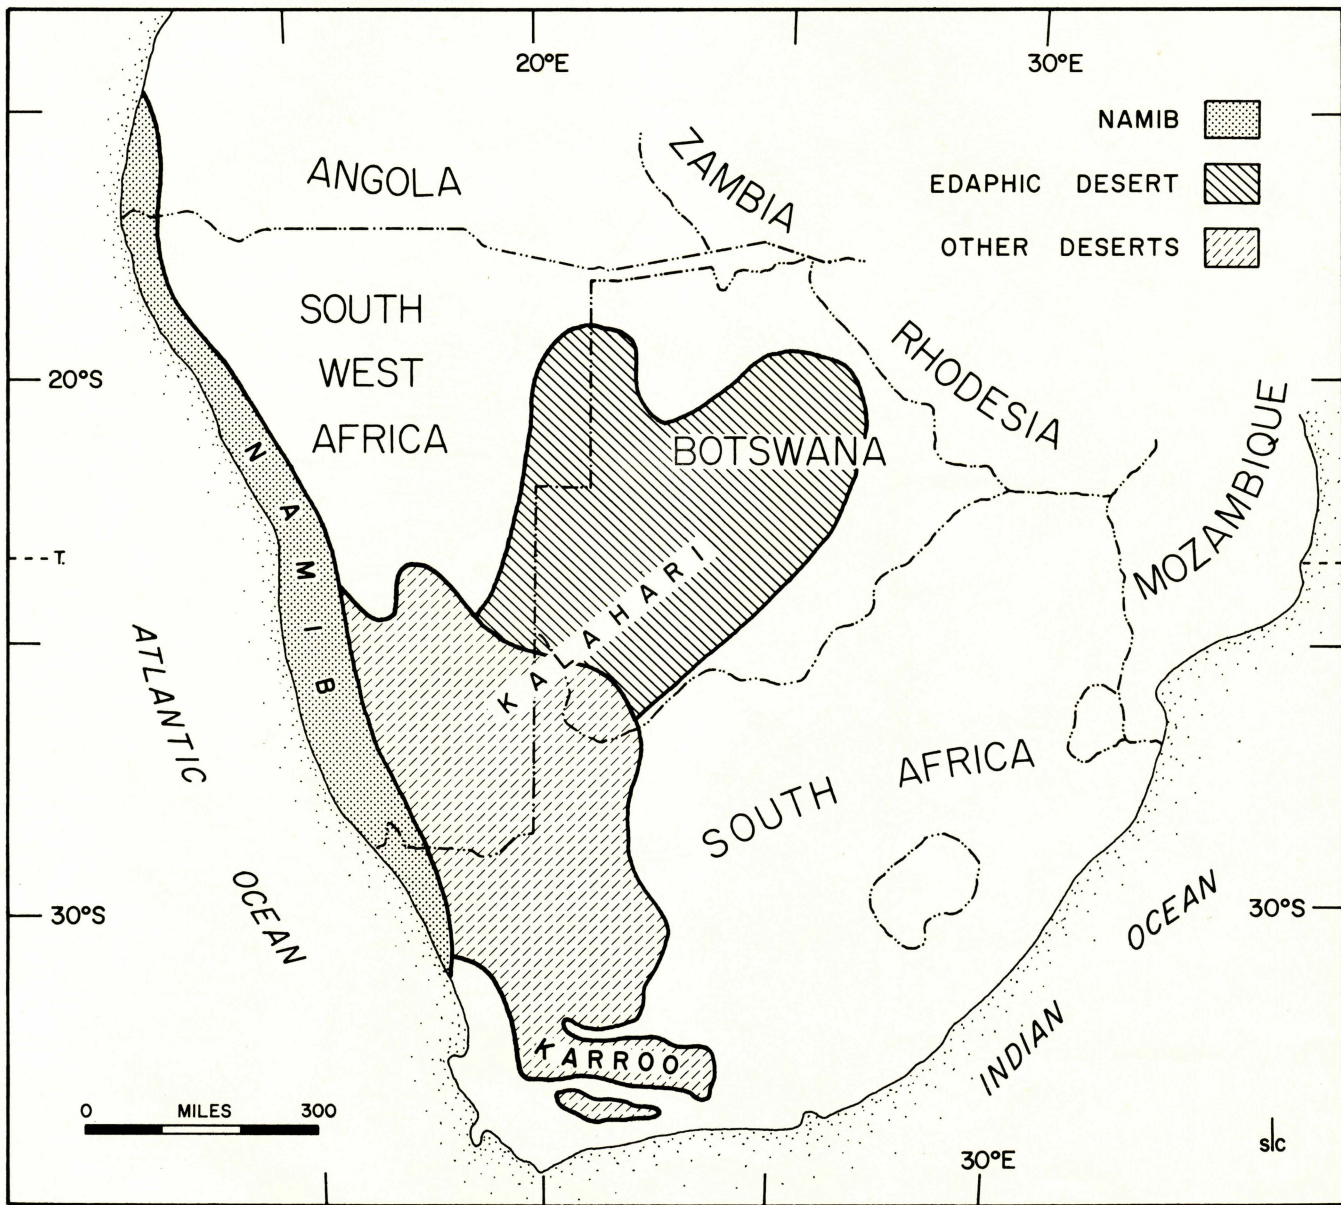 20°E
30°E
NAMIB
EDAPHIC DESERT
OTHER DESERTS
ANGOLA
ZAMBIA
SOUTH
WEST
AFRICA
RHODESIA
20°S
MOZAMBIQUE
BOTSWANA
NAMIB
T.
KALAHARI
ATLANTIC
OCEAN
SOUTH AFRICA
30°S
30°S
INDIAN OCEAN
KARROO
0 MILES 300
30°E
S|C